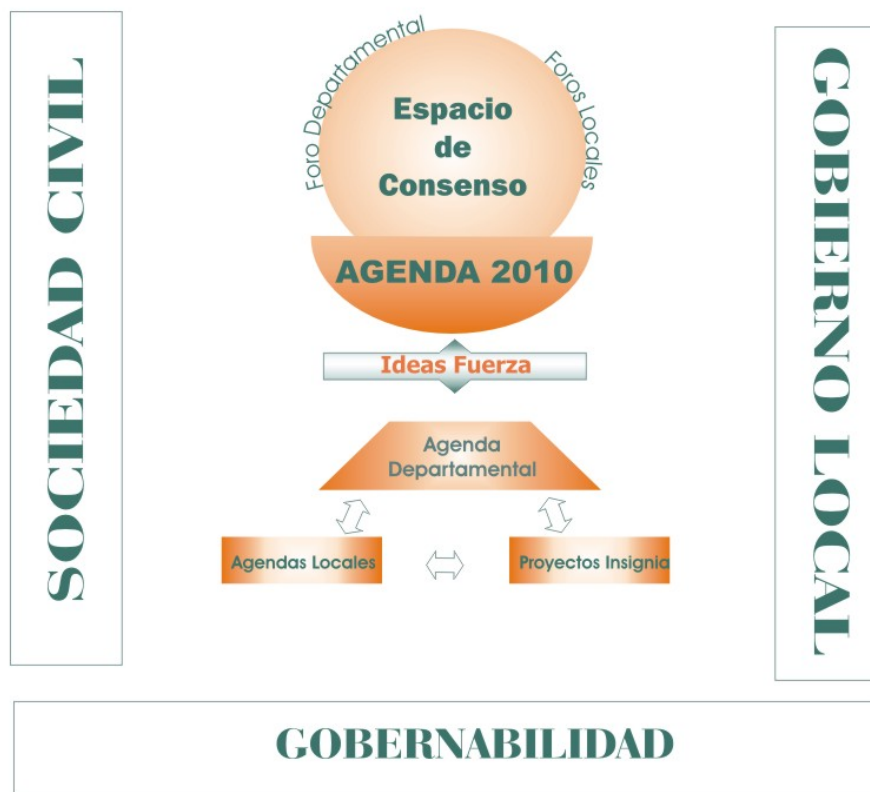 SOCIEDAD CIVIL
Foro Departamental
Foros Locales
Espacio
de
Consenso
AGENDA 2010
Ideas Fuerza
Agenda
Departamental
Agendas Locales
Proyectos Insignia
GOBIERNO LOCAL
GOBERNABILIDAD